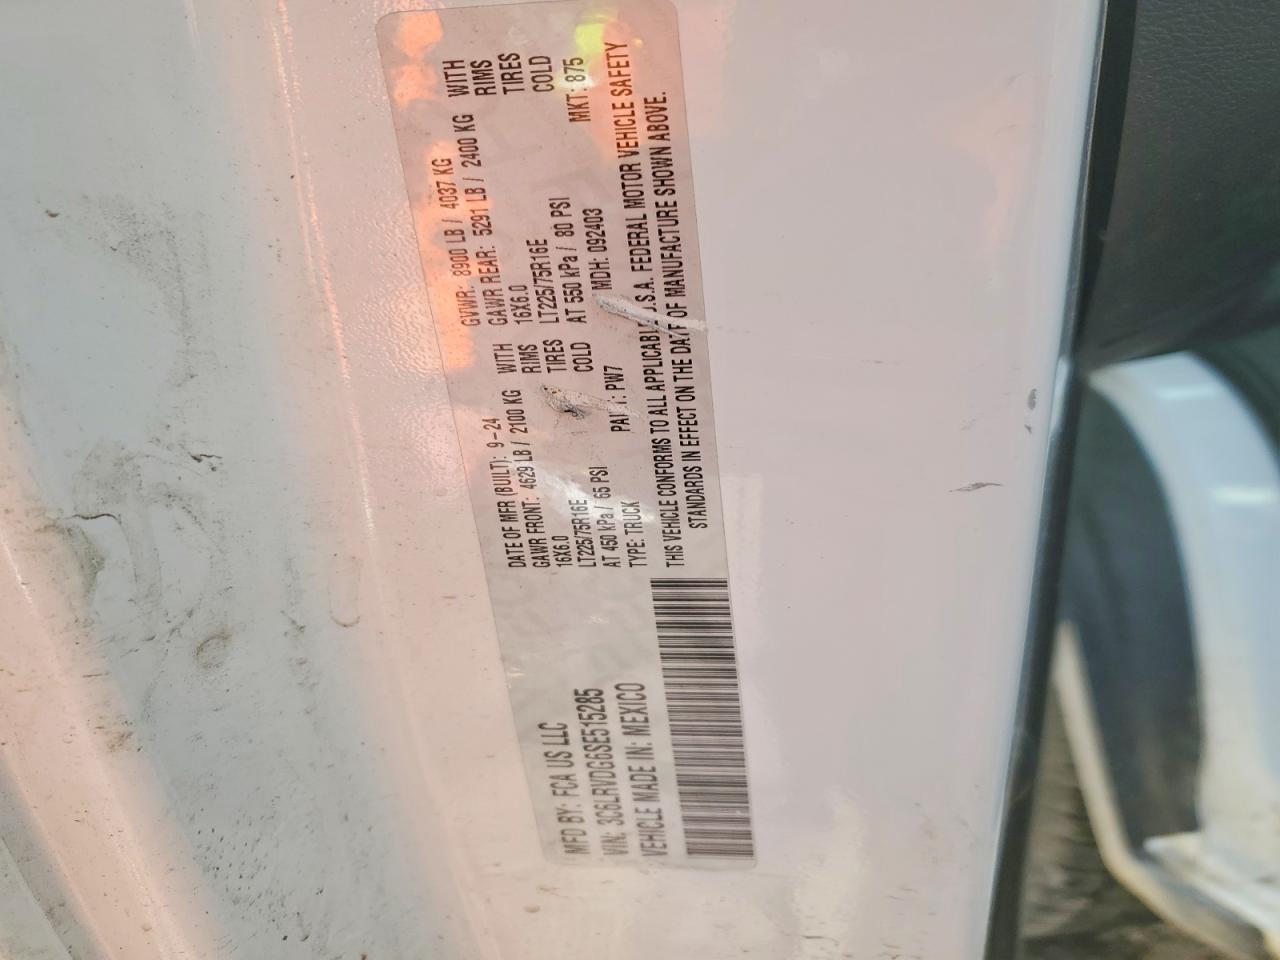 MFD BY: FCA US LLC
VIN: 3C6LRVDG6SE515285
VEHICLE MADE IN: MEXICO
DATE OF MFR (BUILT): 9-24 GVWR: 8900 LB / 4037 KG
GAWR FRONT: 4629 LB / 2100 KG WITH GAWR REAR: 5291 LB / 2400 KG WITH
16X6.0 RIMS 16X6.0 RIMS
LT225/75R16E TIRES LT225/75R16E TIRES
AT 450 kPa / 65 PSI COLD AT 550 kPa / 80 PSI COLD
TYPE: TRUCK PAINT: PW7 MDH: 092403 MKT: 875
THIS VEHICLE CONFORMS TO ALL APPLICABLE U.S.A. FEDERAL MOTOR VEHICLE SAFETY
STANDARDS IN EFFECT ON THE DATE OF MANUFACTURE SHOWN ABOVE.